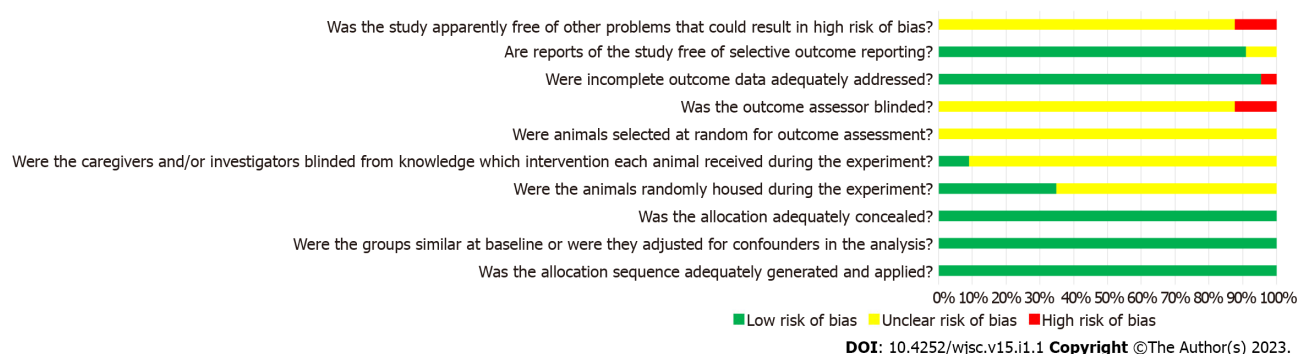 Was the study apparently free of other problems that could result in high risk of bias?
Are reports of the study free of selective outcome reporting?
Were incomplete outcome data adequately addressed?
Was the outcome assessor blinded?
Were animals selected at random for outcome assessment?
Were the caregivers and/or investigators blinded from knowledge which intervention each animal received during the experiment?
Were the animals randomly housed during the experiment?
Was the allocation adequately concealed?
Were the groups similar at baseline or were they adjusted for confounders in the analysis?
Was the allocation sequence adequately generated and applied?
0% 10% 20% 30% 40% 50% 60% 70% 80% 90% 100%
Low risk of bias Unclear risk of bias High risk of bias
DOI: 10.4252/wjsc.v15.i1.1 Copyright ©The Author(s) 2023.